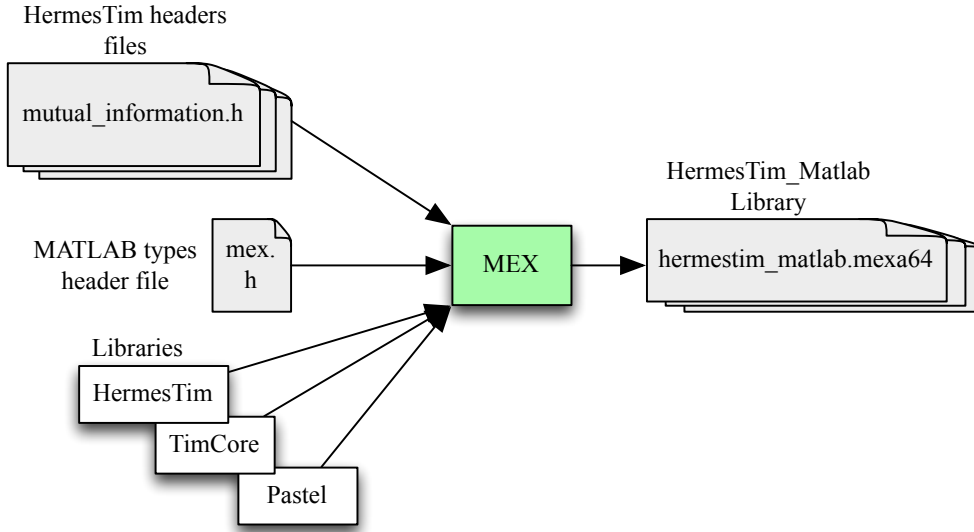 HermesTim headers
files
mutual_information.h
HermesTim_Matlab
Library
MATLAB types
header file
mex.
h
MEX
hermestim_matlab.mexa64
Libraries
HermesTim
TimCore
Pastel